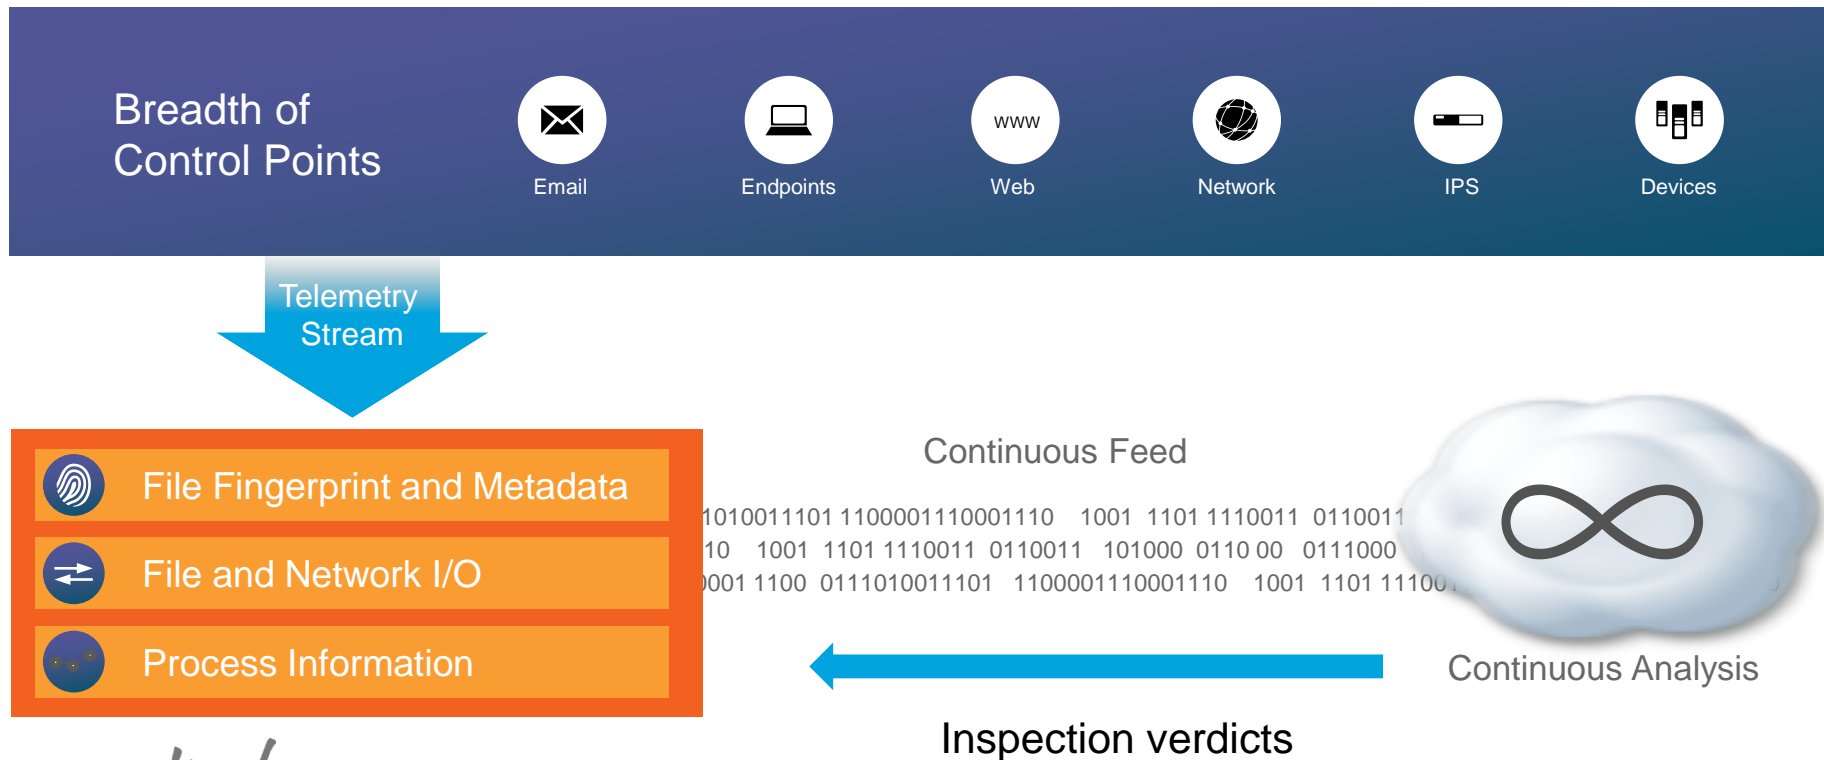 Breadth of
Control Points
www
Email
Endpoints
Web
Network
IPS
Devices
Telemetry
Stream
Continuous Feed
File Fingerprint and Metadata
1010011101 1100001110001110 1001 1101 1110011 0110011
10 1001 1101 1110011 0110011 101000 0110 00 0111000
File and Network I/O
0001 1100 0111010011101 1100001110001110 1001 1101 11100
Process Information
Continuous Analysis
Inspection verdicts